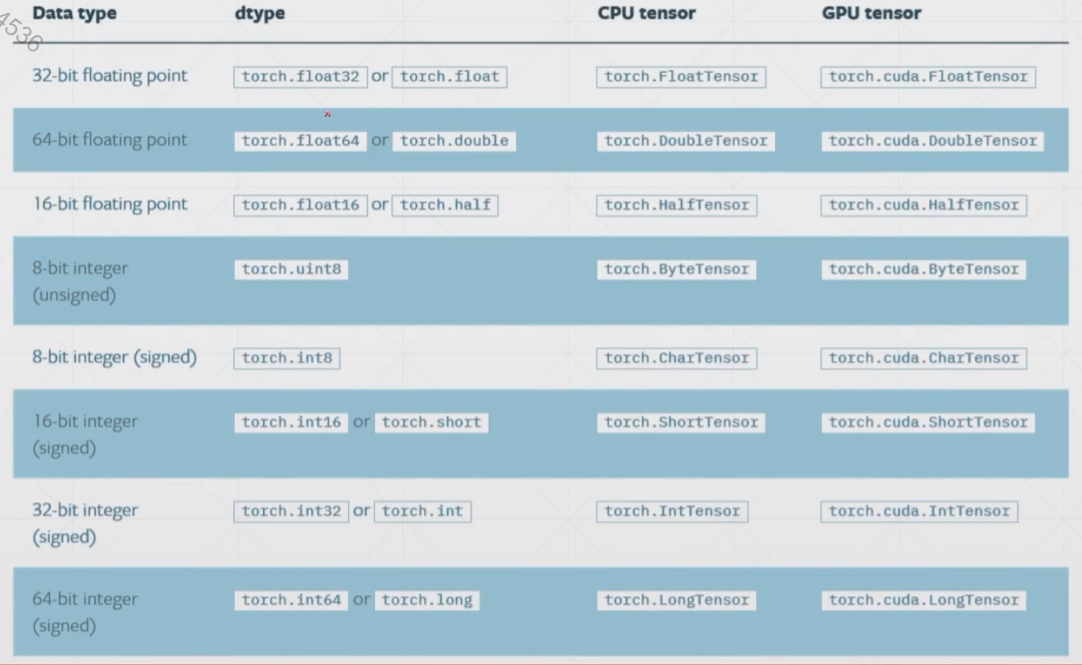 Data type dtype CPU tensor GPU tensor
4536
32-bit floating point torch.float32 or torch.float torch.FloatTensor torch.cuda.FloatTensor
64-bit floating point torch.float64 or torch.double torch.DoubleTensor torch.cuda.DoubleTensor
16-bit floating point torch.float16 or torch.half torch.HalfTensor torch.cuda.HalfTensor
8-bit integer torch.uint8 torch.ByteTensor torch.cuda.ByteTensor
(unsigned)
8-bit integer (signed) torch.int8 torch.CharTensor torch.cuda.CharTensor
16-bit integer torch.int16 or torch.short torch.ShortTensor torch.cuda.ShortTensor
(signed)
32-bit integer torch.int32 or torch.int torch.IntTensor torch.cuda.IntTensor
(signed)
64-bit integer torch.int64 or torch.long torch.LongTensor torch.cuda.LongTensor
(signed)